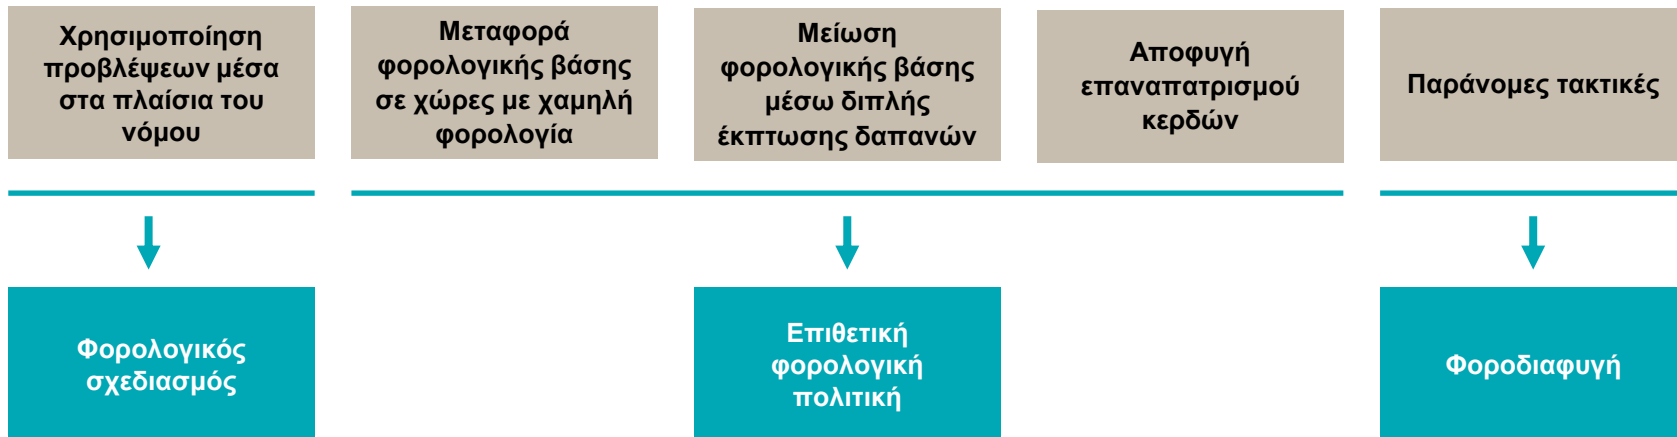 Χρησιμοποίηση
προβλέψεων μέσα
στα πλαίσια του
νόμου
Μεταφορά
φορολογικής βάσης
σε χώρες με χαμηλή
φορολογία
Μείωση
φορολογικής βάσης
μέσω διπλής
έκπτωσης δαπανών
Αποφυγή
επαναπατρισμού
κερδών
Παράνομες τακτικές
Φορολογικός
σχεδιασμός
Επιθετική
φορολογική
πολιτική
Φοροδιαφυγή